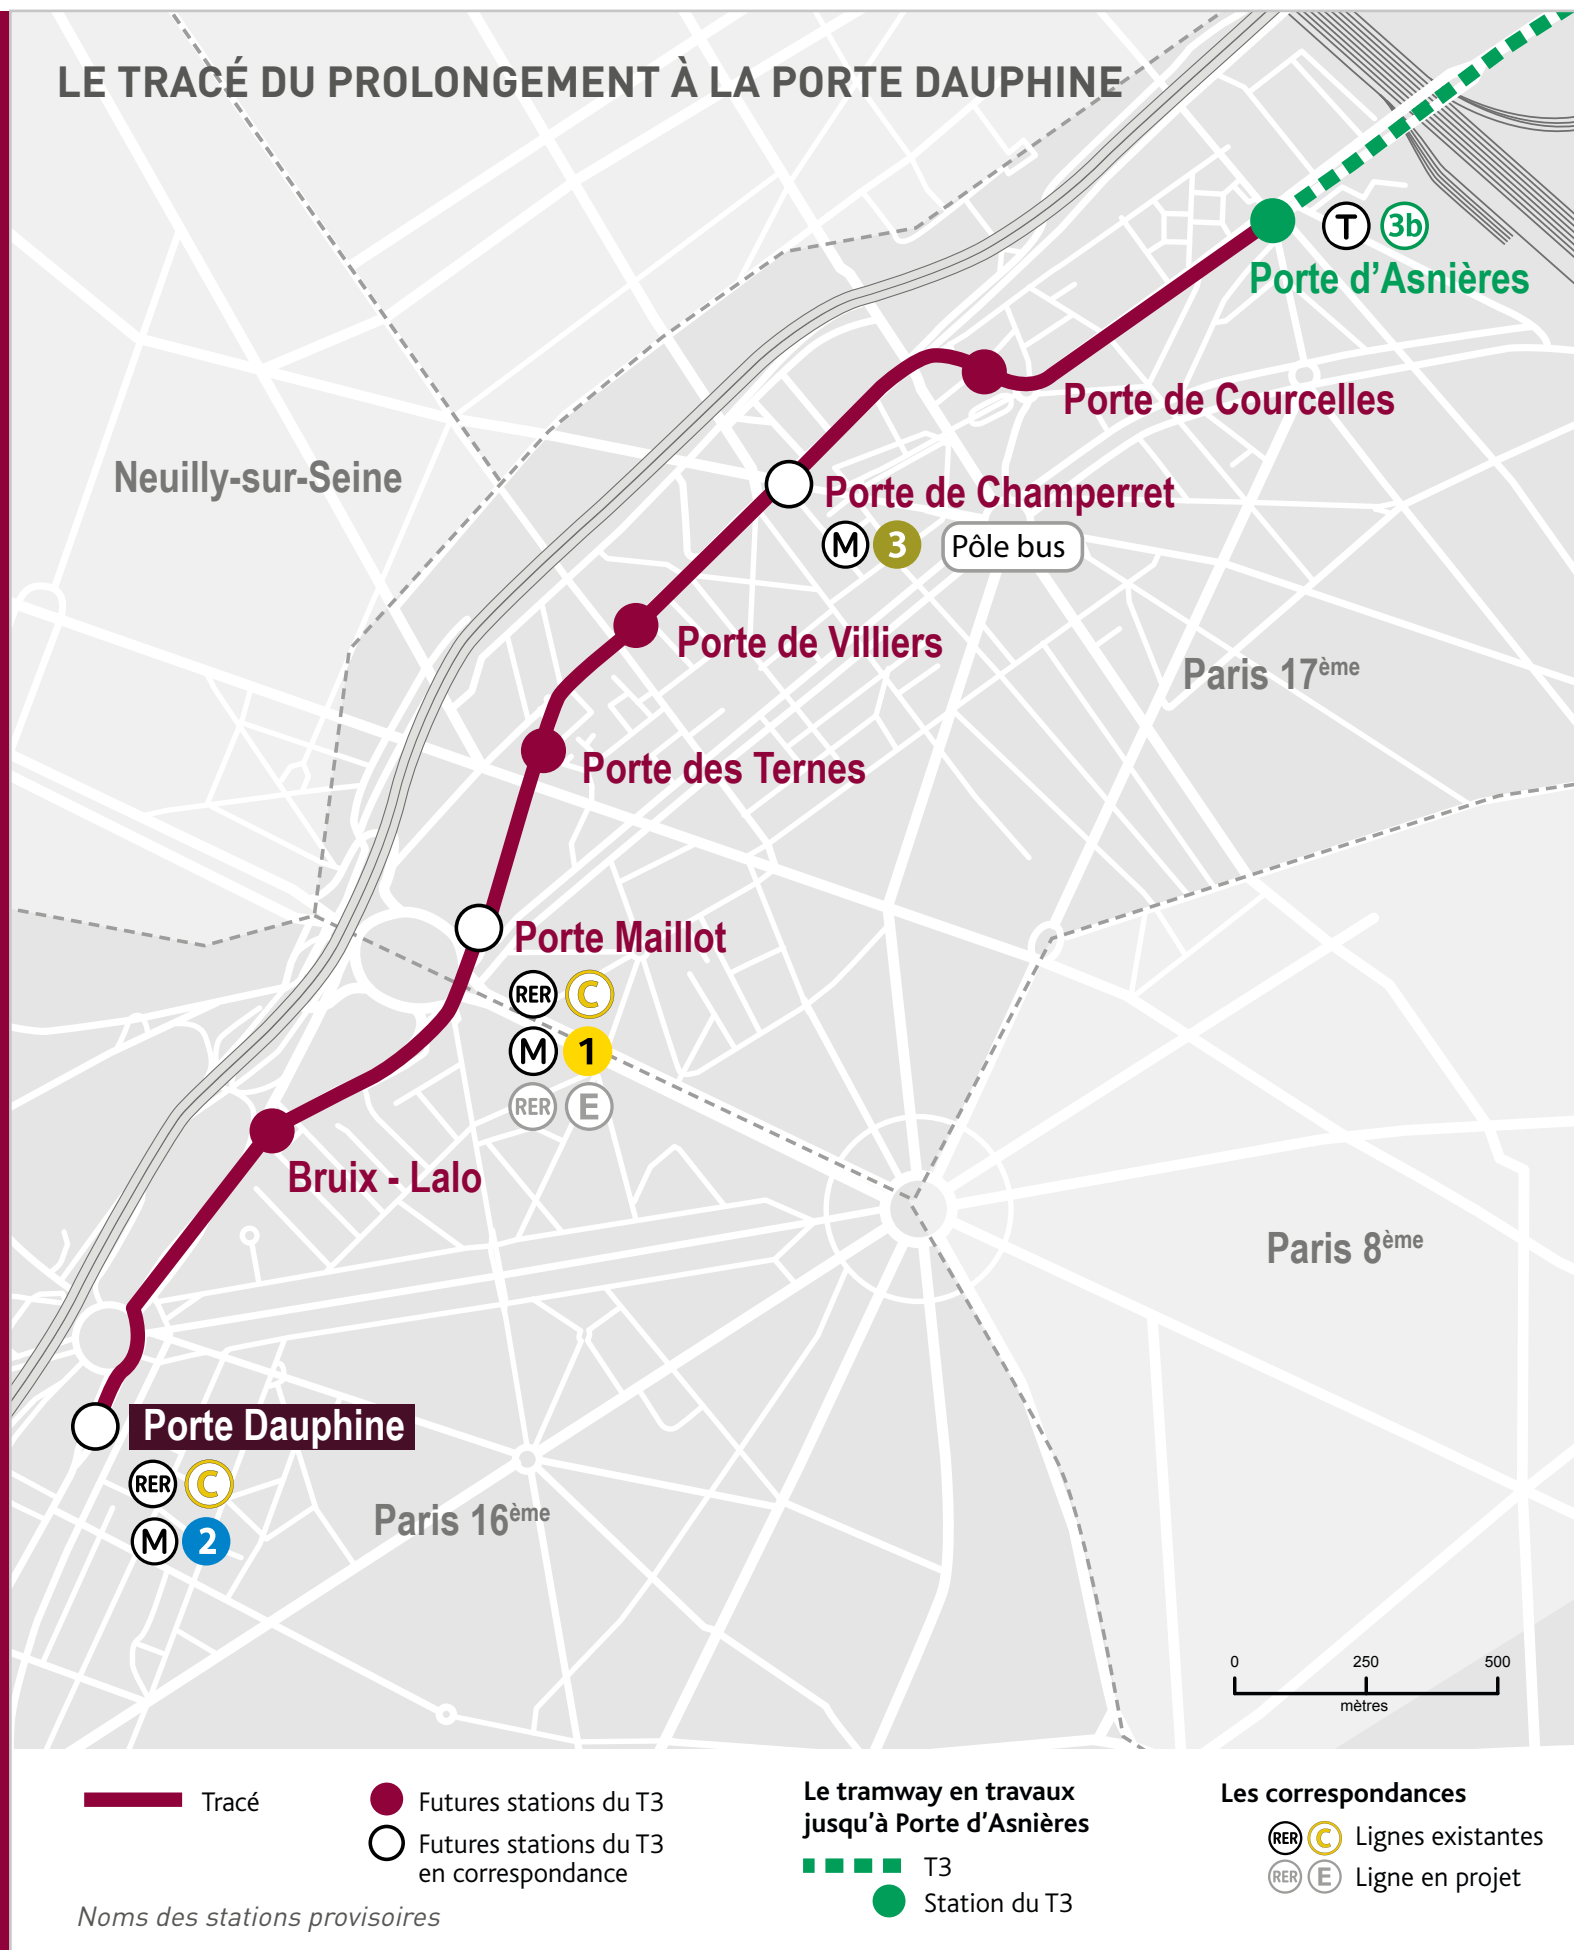 LE TRACÉ DU PROLONGEMENT À LA PORTE DAUPHINE
T 3b
Porte d’Asnières
Porte de Courcelles
Neuilly-sur-Seine
Porte de Champerret
M 3 Pôle bus
Porte de Villiers
Paris 17ème
Porte des Ternes
Porte Maillot
RER C
M 1
RER E
Bruix - Lalo
Paris 8ème
Porte Dauphine
RER C
M 2
Paris 16ème
0 250 500
mètres
Tracé
Futures stations du T3
Futures stations du T3
en correspondance
Noms des stations provisoires
Le tramway en travaux
jusqu’à Porte d’Asnières
T3
Station du T3
Les correspondances
RER C Lignes existantes
RER E Ligne en projet